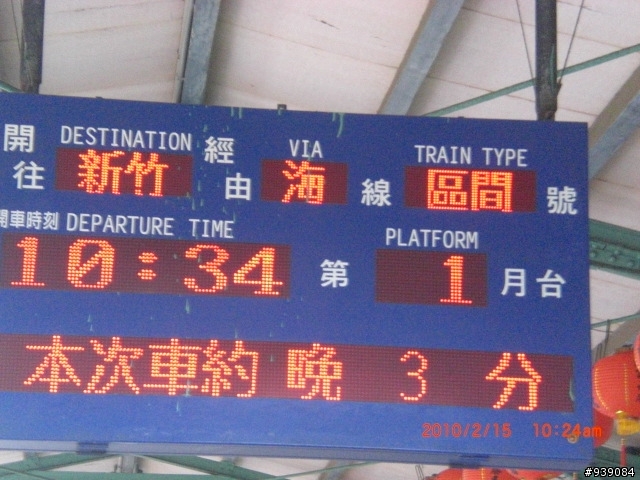 開往 DESTINATION 新竹 經由 VIA 海 線 TRAIN TYPE 區間 號
開車時刻 DEPARTURE TIME 10:34 第 PLATFORM 1 月台
本次車約 晚 3 分
2010/2/15 10:24am
#939084